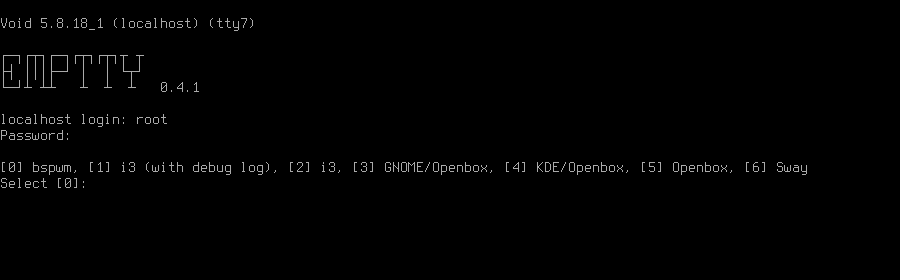 Void 5.8.18_1 (localhost) (tty7)
EMPTTY 0.4.1
localhost login: root
Password:
[0] bspwm, [1] i3 (with debug log), [2] i3, [3] GNOME/Openbox, [4] KDE/Openbox, [5] Openbox, [6] Sway
Select [0]: